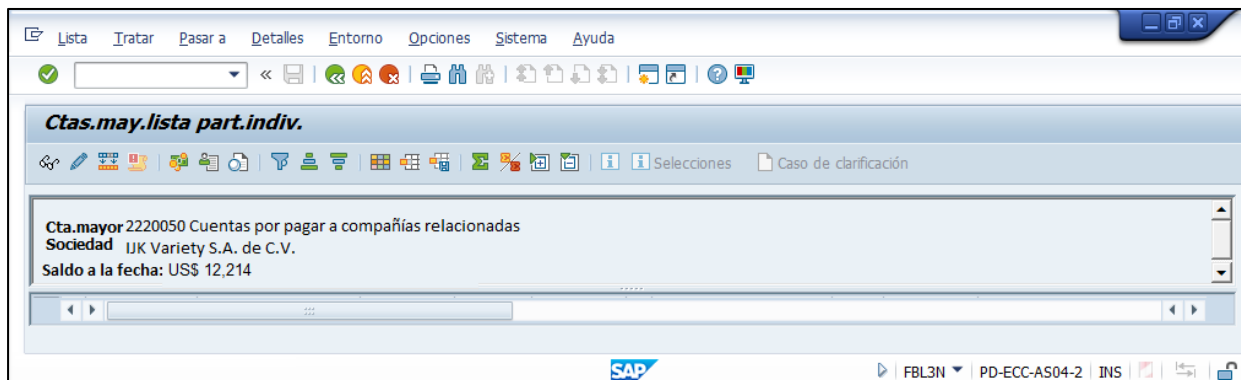 Lista Tratar Pasar a Detalles Entorno Opciones Sistema Ayuda
Ctas.may.lista part.indiv.
Selecciones Caso de clarificación
Cta.mayor 2220050 Cuentas por pagar a compañías relacionadas
Sociedad IJK Variety S.A. de C.V.
Saldo a la fecha: US$ 12,214
SAP FBL3N PD-ECC-AS04-2 INS